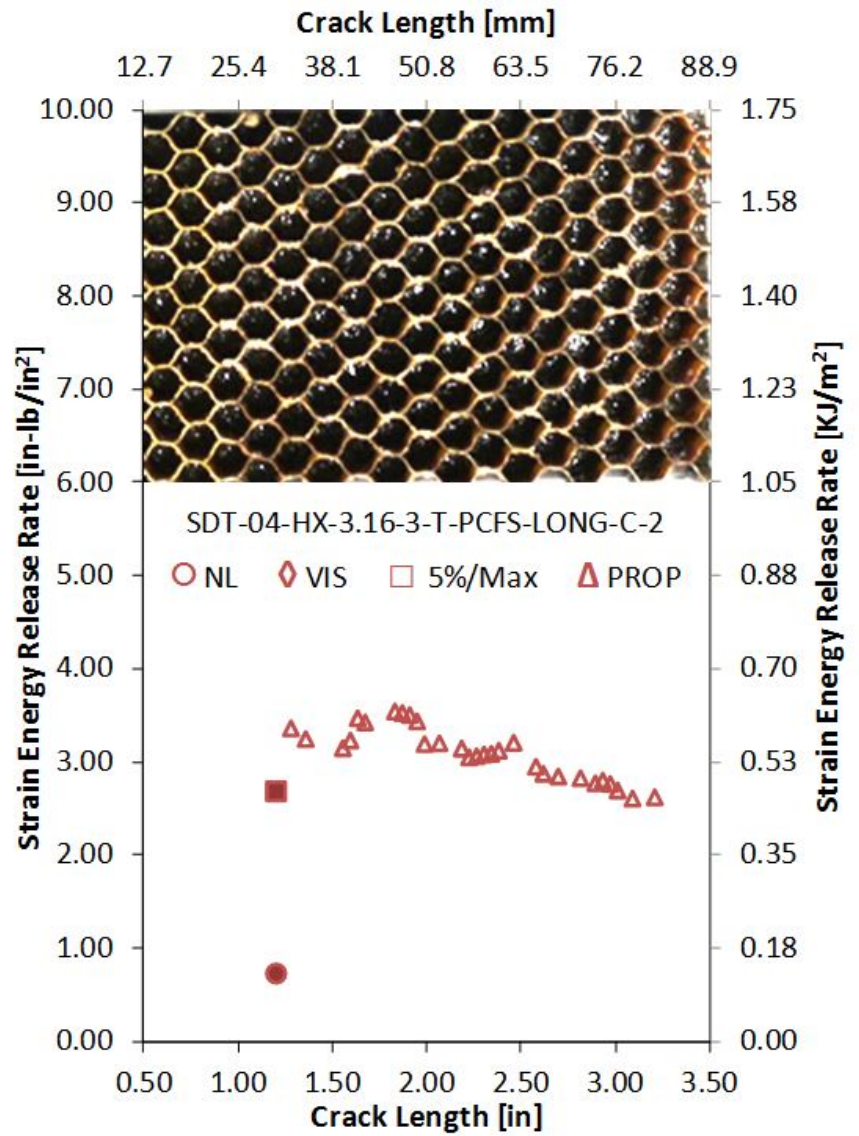 Crack Length [mm]
12.7 25.4 38.1 50.8 63.5 76.2 88.9
10.00 1.75
9.00 1.58
8.00 1.40
7.00 1.23
6.00 1.05
Strain Energy Release Rate [in-lb/in²]
Strain Energy Release Rate [KJ/m²]
SDT-04-HX-3.16-3-T-PCFS-LONG-C-2
5.00 0.88
NL VIS 5%/Max PROP
4.00 0.70
3.00 0.53
2.00 0.35
1.00 0.18
0.00 0.00
0.50 1.00 1.50 2.00 2.50 3.00 3.50
Crack Length [in]